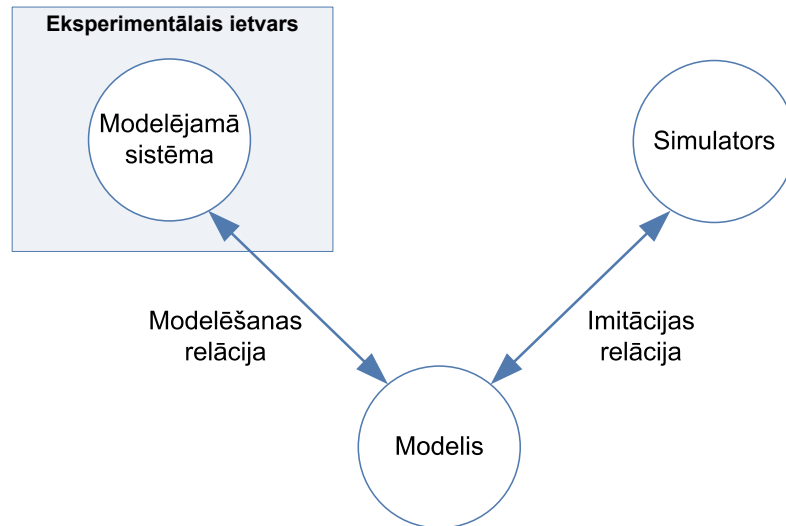 Eksperimentālais ietvars
Modelējamā
sistēma
Simulators
Modelēšanas
relācija
Imitācijas
relācija
Modelis